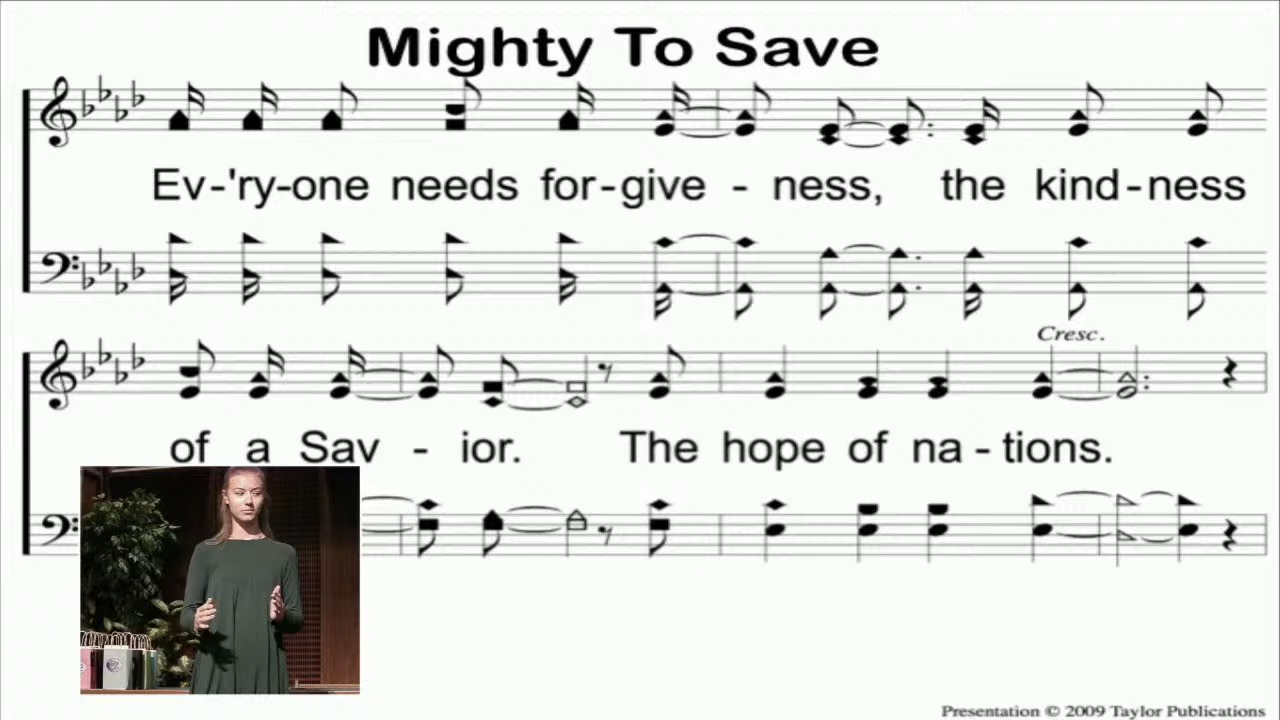 Mighty To Save
Ev-'ry-one needs for-give - ness, the kind-ness
Cresc.
of a Sav - ior. The hope of na-tions.
Presentation © 2009 Taylor Publications